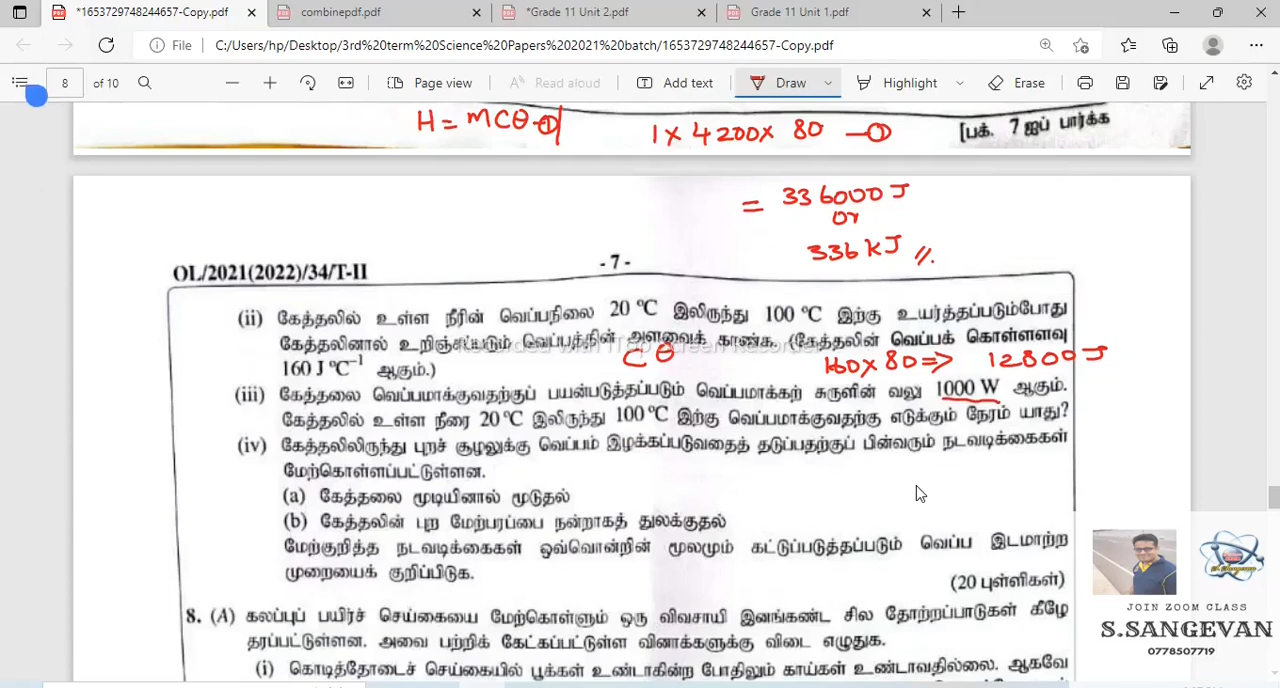 *1653729748244657-Copy.pdf
combinepdf.pdf
*Grade 11 Unit 2.pdf
Grade 11 Unit 1.pdf
File
C:/Users/hp/Desktop/3rd%20term%20Science%20Papers%202021%20batch/1653729748244657-Copy.pdf
8 of 10
Page view
Read aloud
Add text
Draw
Highlight
Erase
H = MCθ-①
1 X 4200 X 80 —①
[பக். 7 ஐப் பார்க்க
= 336000 J
or
336 kJ //.
OL/2021(2022)/34/T-II
- 7 -
(ii) கேத்தலில் உள்ள நீரின் வெப்பநிலை 20 °C இலிருந்து 100 °C இற்கு உயர்த்தப்படும்போது
கேத்தலினால் உறிஞ்சப்படும் வெப்பத்தின் அளவைக் காண்க. (கேத்தலின் வெப்பக் கொள்ளளவு
160 J °C⁻¹ ஆகும்.)
C θ
160 X 80 => 12800 J
(iii) கேத்தலை வெப்பமாக்குவதற்குப் பயன்படுத்தப்படும் வெப்பமாக்கற் சுருளின் வலு 1000 W ஆகும்.
கேத்தலில் உள்ள நீரை 20 °C இலிருந்து 100 °C இற்கு வெப்பமாக்குவதற்கு எடுக்கும் நேரம் யாது?
(iv) கேத்தலிலிருந்து புறச் சூழலுக்கு வெப்பம் இழக்கப்படுவதைத் தடுப்பதற்குப் பின்வரும் நடவடிக்கைகள்
மேற்கொள்ளப்பட்டுள்ளன.
(a) கேத்தலை மூடியினால் மூடுதல்
(b) கேத்தலின் புற மேற்பரப்பை நன்றாகத் துலக்குதல்
மேற்குறித்த நடவடிக்கைகள் ஒவ்வொன்றின் மூலமும் கட்டுப்படுத்தப்படும் வெப்ப இடமாற்ற
முறையைக் குறிப்பிடுக.
(20 புள்ளிகள்)
8. (A) கலப்புப் பயிர்ச் செய்கையை மேற்கொள்ளும் ஒரு விவசாயி இனங்கண்ட சில தோற்றப்பாடுகள் கீழே
தரப்பட்டுள்ளன. அவை பற்றிக் கேட்கப்பட்டுள்ள வினாக்களுக்கு விடை எழுதுக.
(i) கொடித்தோடைச் செய்கையில் பூக்கள் உண்டாகின்ற போதிலும் காய்கள் உண்டாவதில்லை. ஆகவே
JOIN ZOOM CLASS
S.SANGEVAN
0778507719